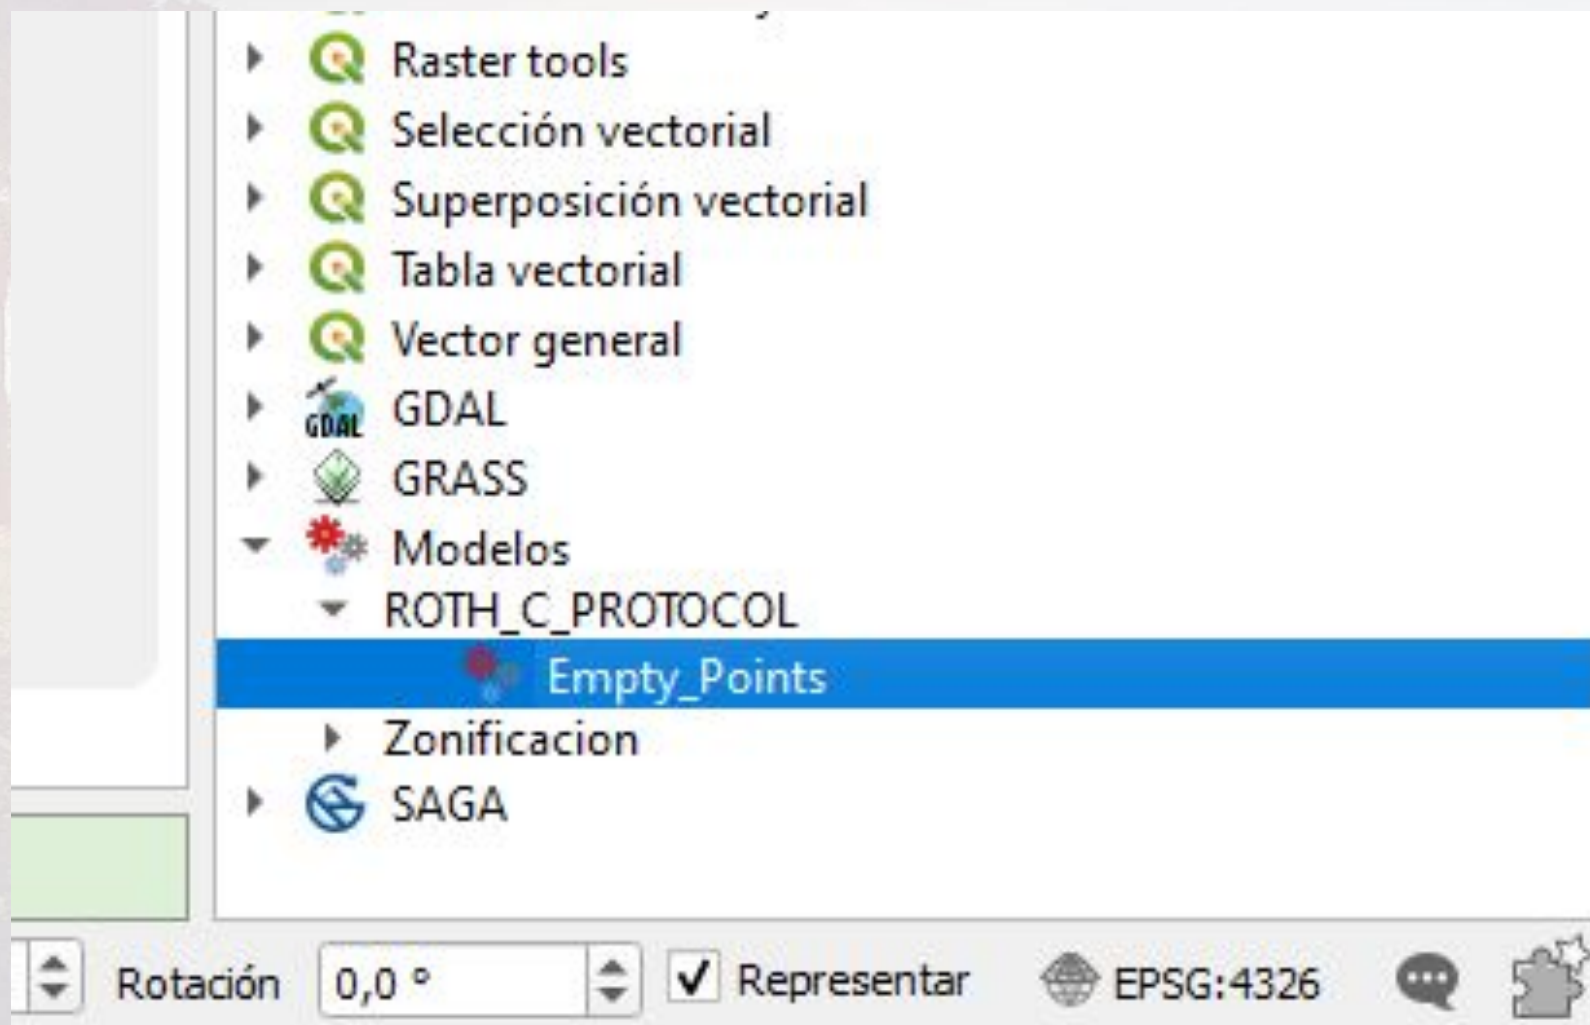 Raster tools
Selección vectorial
Superposición vectorial
Tabla vectorial
Vector general
GDAL GDAL
GRASS
Modelos
ROTH_C_PROTOCOL
Empty_Points
Zonificacion
SAGA
Rotación 0,0 ° Representar EPSG:4326